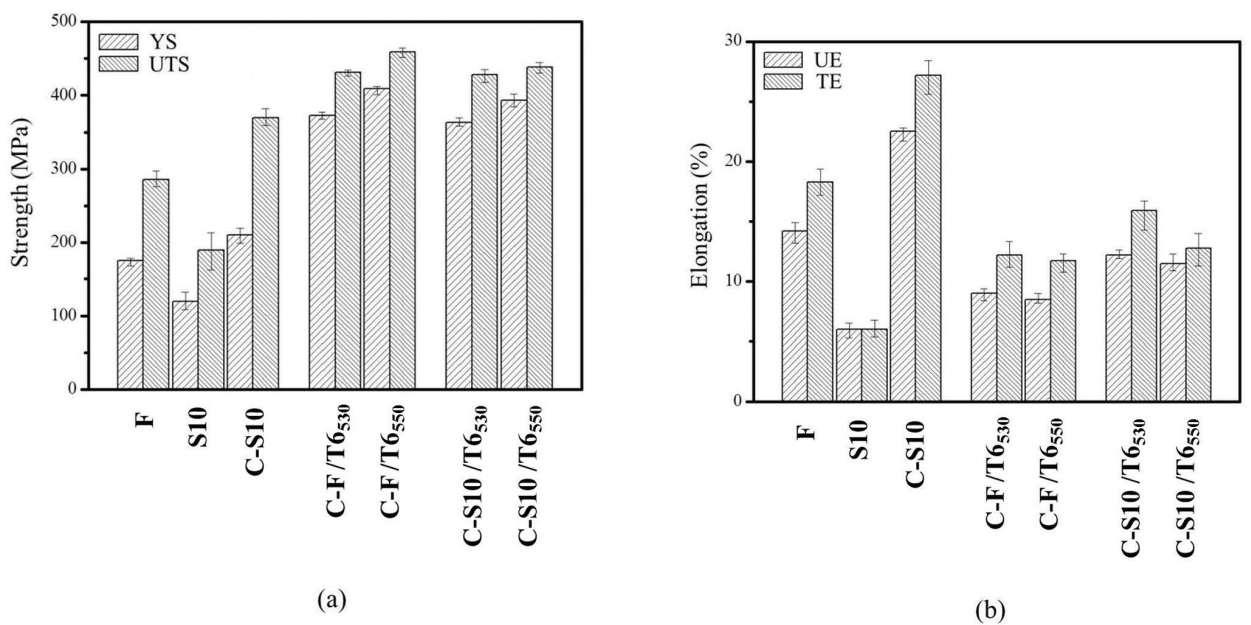 500
400
300
200
100
0
Strength (MPa)
YS
UTS
F
S10
C-S10
C-F /T6₅₃₀
C-F /T6₅₅₀
C-S10 /T6₅₃₀
C-S10 /T6₅₅₀
(a)
30
20
10
0
Elongation (%)
UE
TE
F
S10
C-S10
C-F /T6₅₃₀
C-F /T6₅₅₀
C-S10 /T6₅₃₀
C-S10 /T6₅₅₀
(b)